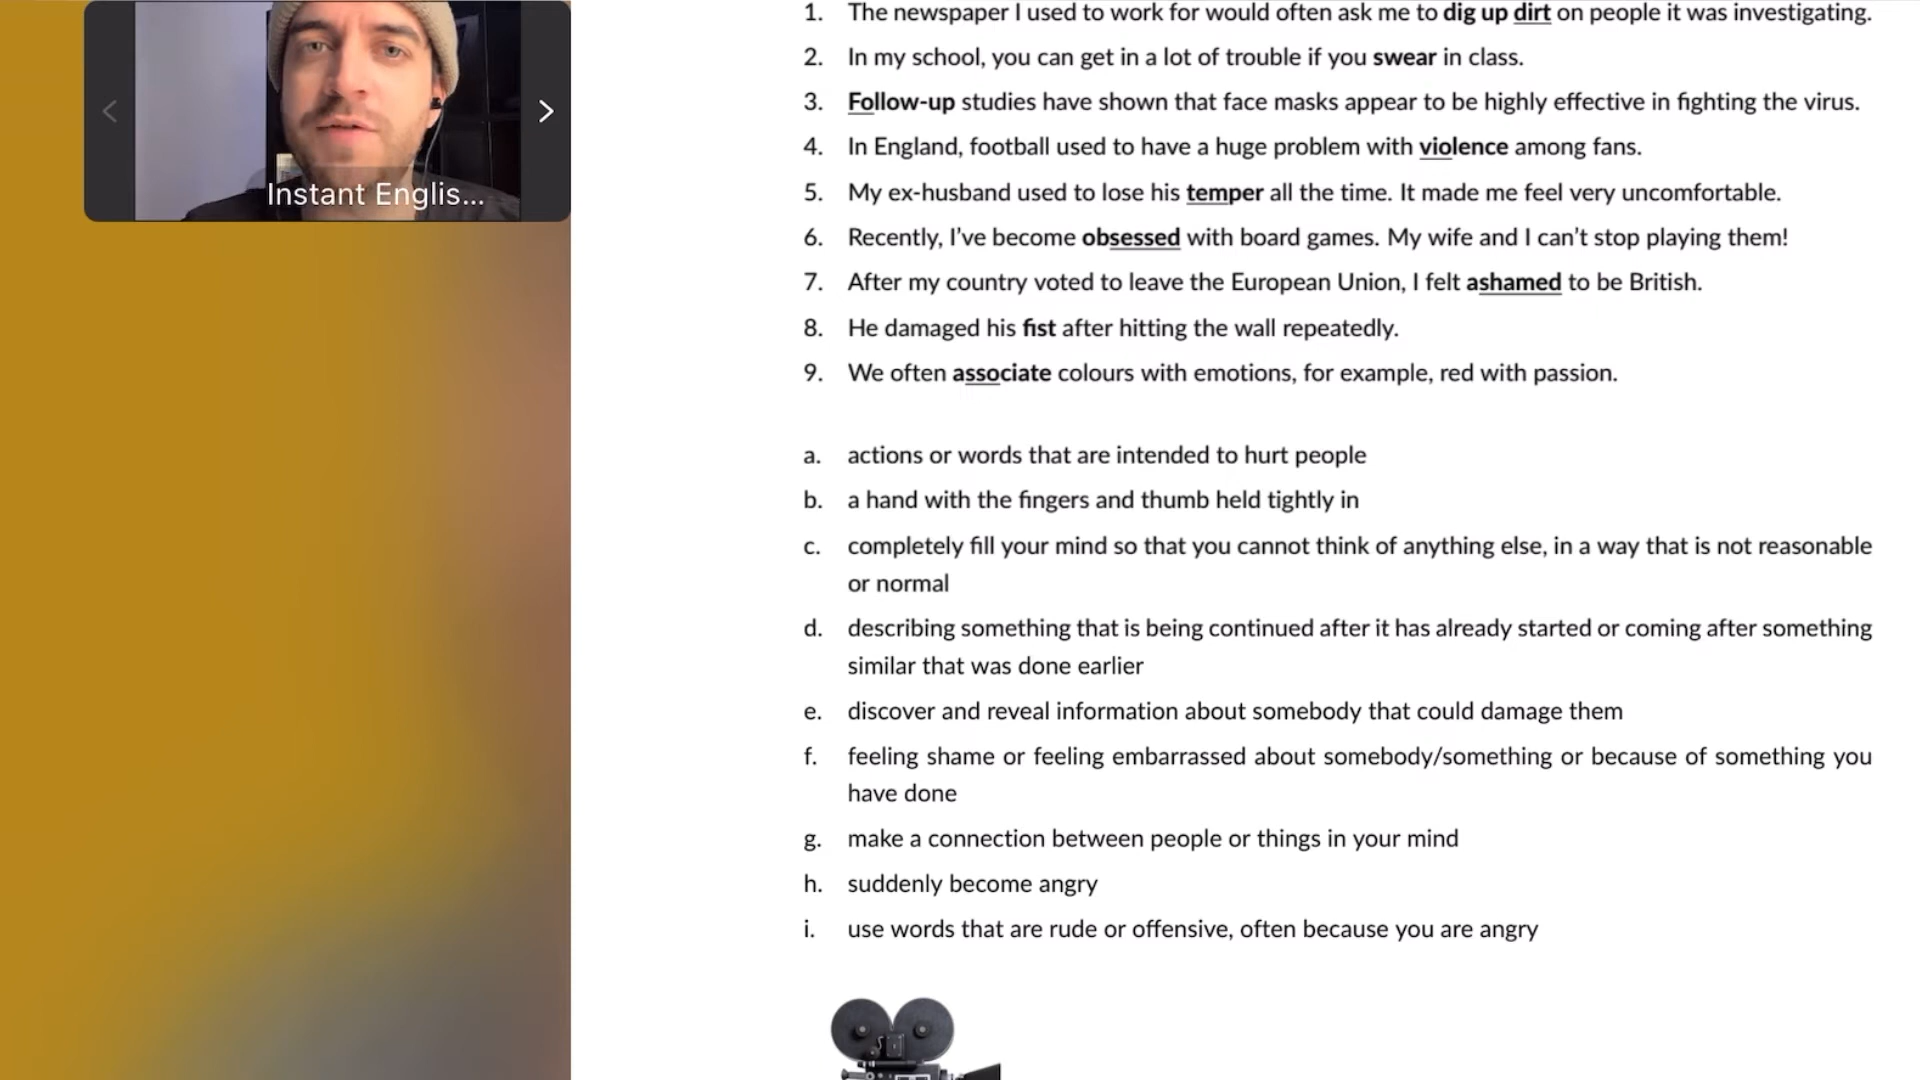 Instant Englis...
1. The newspaper I used to work for would often ask me to dig up dirt on people it was investigating.
2. In my school, you can get in a lot of trouble if you swear in class.
3. Follow-up studies have shown that face masks appear to be highly effective in fighting the virus.
4. In England, football used to have a huge problem with violence among fans.
5. My ex-husband used to lose his temper all the time. It made me feel very uncomfortable.
6. Recently, I’ve become obsessed with board games. My wife and I can’t stop playing them!
7. After my country voted to leave the European Union, I felt ashamed to be British.
8. He damaged his fist after hitting the wall repeatedly.
9. We often associate colours with emotions, for example, red with passion.
a. actions or words that are intended to hurt people
b. a hand with the fingers and thumb held tightly in
c. completely fill your mind so that you cannot think of anything else, in a way that is not reasonable
or normal
d. describing something that is being continued after it has already started or coming after something
similar that was done earlier
e. discover and reveal information about somebody that could damage them
f. feeling shame or feeling embarrassed about somebody/something or because of something you
have done
g. make a connection between people or things in your mind
h. suddenly become angry
i. use words that are rude or offensive, often because you are angry